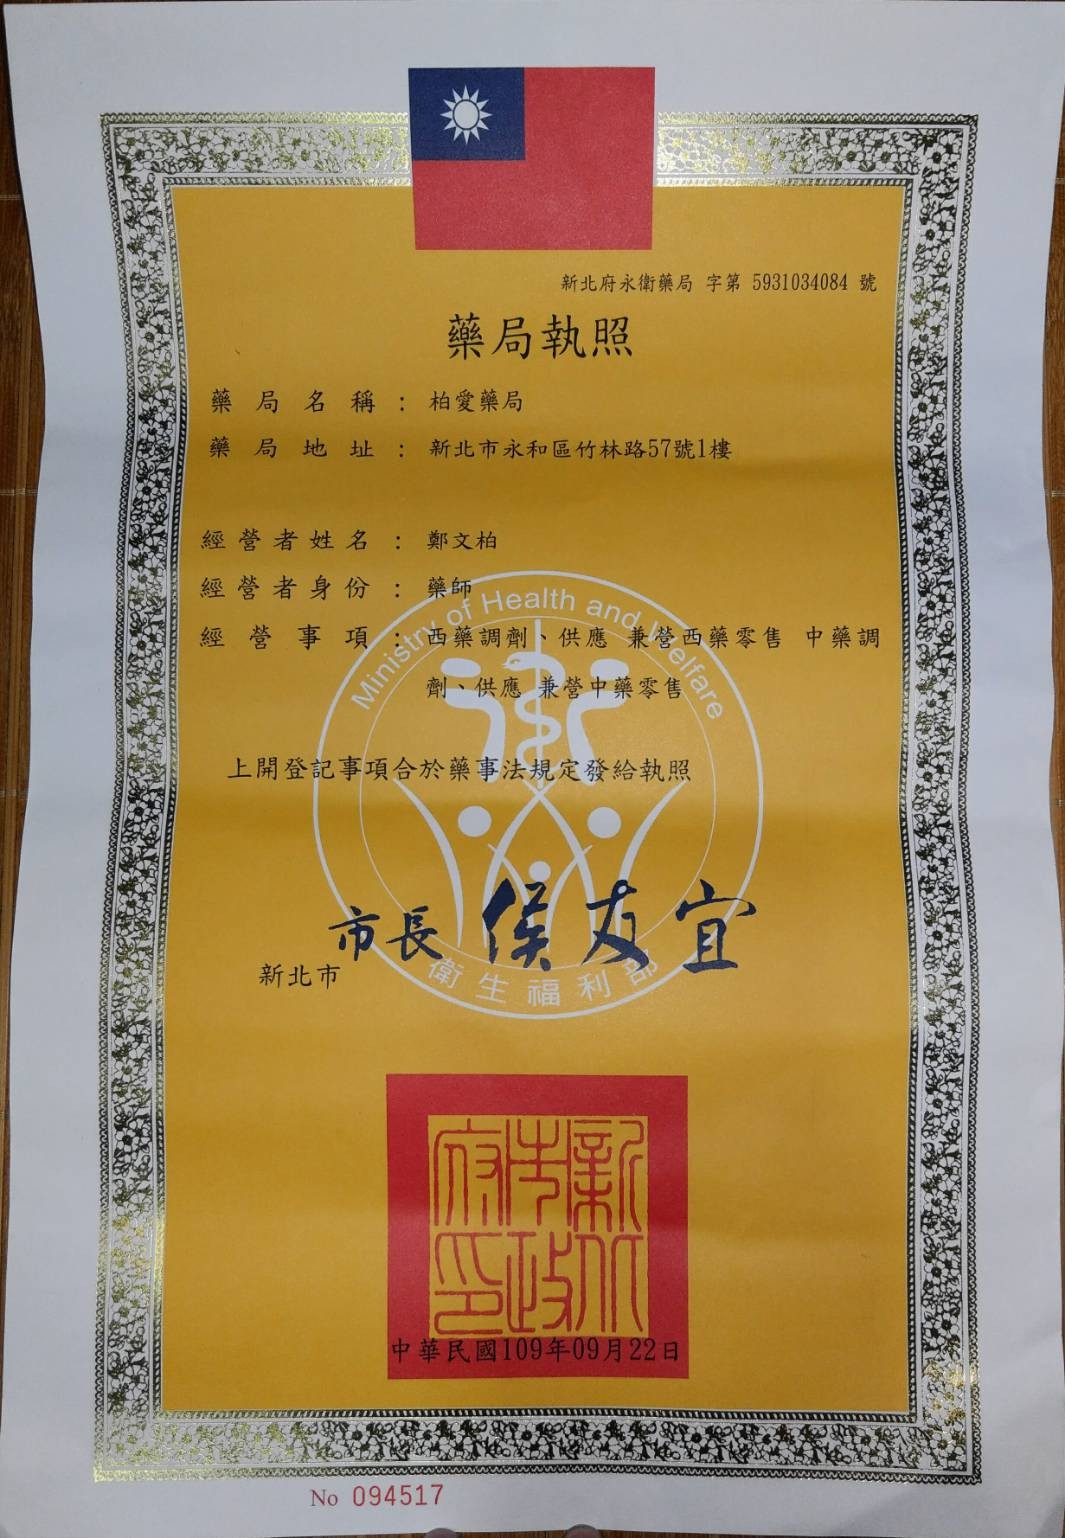 新北府永衛藥局 字第 5931034084 號
藥局執照
藥局名稱：柏愛藥局
藥局地址：新北市永和區竹林路57號1樓
經營者姓名：鄭文柏
經營者身份：藥師
經營事項：西藥調劑、供應 兼營西藥零售 中藥調
劑、供應 兼營中藥零售
Ministry of Health and Welfare
上開登記事項合於藥事法規定發給執照
新北市
市長 侯友宜
衛生福利部
新北市政府印
中華民國109年09月22日
No 094517